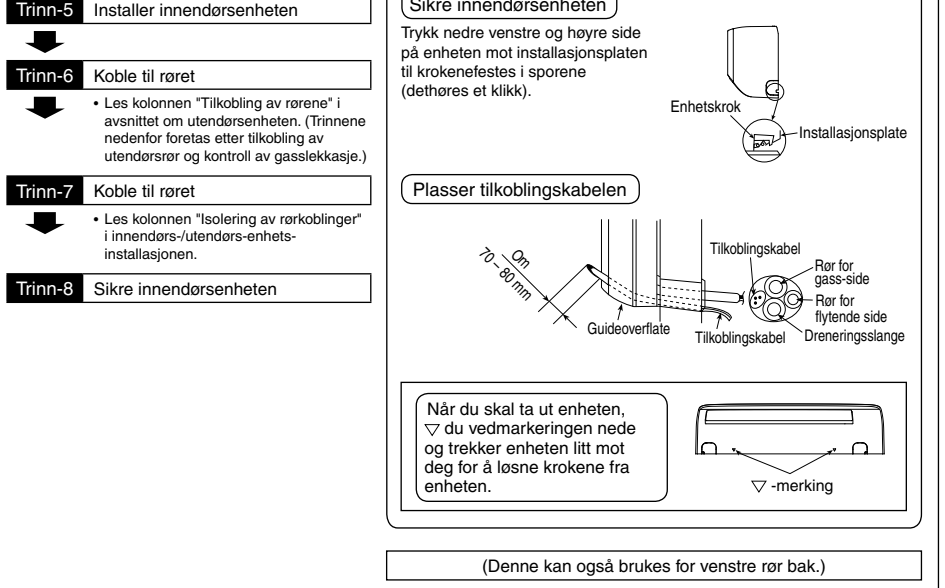 Trinn-5 Installer innendørsenheten
Trinn-6 Koble til røret
• Les kolonnen "Tilkobling av rørene" i
avsnittet om utendørsenheten. (Trinnene
nedenfor foretas etter tilkobling av
utendørsrør og kontroll av gasslekkasje.)
Trinn-7 Koble til røret
• Les kolonnen "Isolering av rørkoblinger"
i innendørs-/utendørs-enhets-
installasjonen.
Trinn-8 Sikre innendørsenheten
Sikre innendørsenheten
Trykk nedre venstre og høyre side
på enheten mot installasjonsplaten
til krokenefestes i sporene
(dethøres et klikk).
Enhetskrok
Installasjonsplate
Plasser tilkoblingskabelen
Om
70 – 80 mm
Guideoverflate
Tilkoblingskabel
Tilkoblingskabel
Rør for
gass-side
Rør for
flytende side
Dreneringsslange
Når du skal ta ut enheten,
▽ du vedmarkeringen nede
og trekker enheten litt mot
deg for å løsne krokene fra
enheten.
▽ -merking
(Denne kan også brukes for venstre rør bak.)